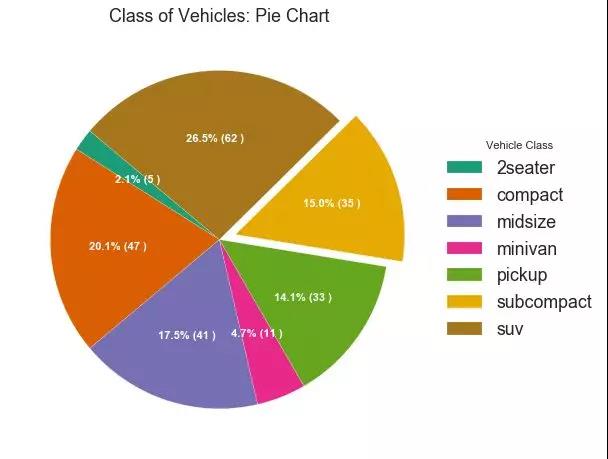 Class of Vehicles: Pie Chart
26.5% (62 )
2.1% (5 )
15.0% (35 )
20.1% (47 )
14.1% (33 )
17.5% (41 )
4.7% (11 )
Vehicle Class
2seater
compact
midsize
minivan
pickup
subcompact
suv